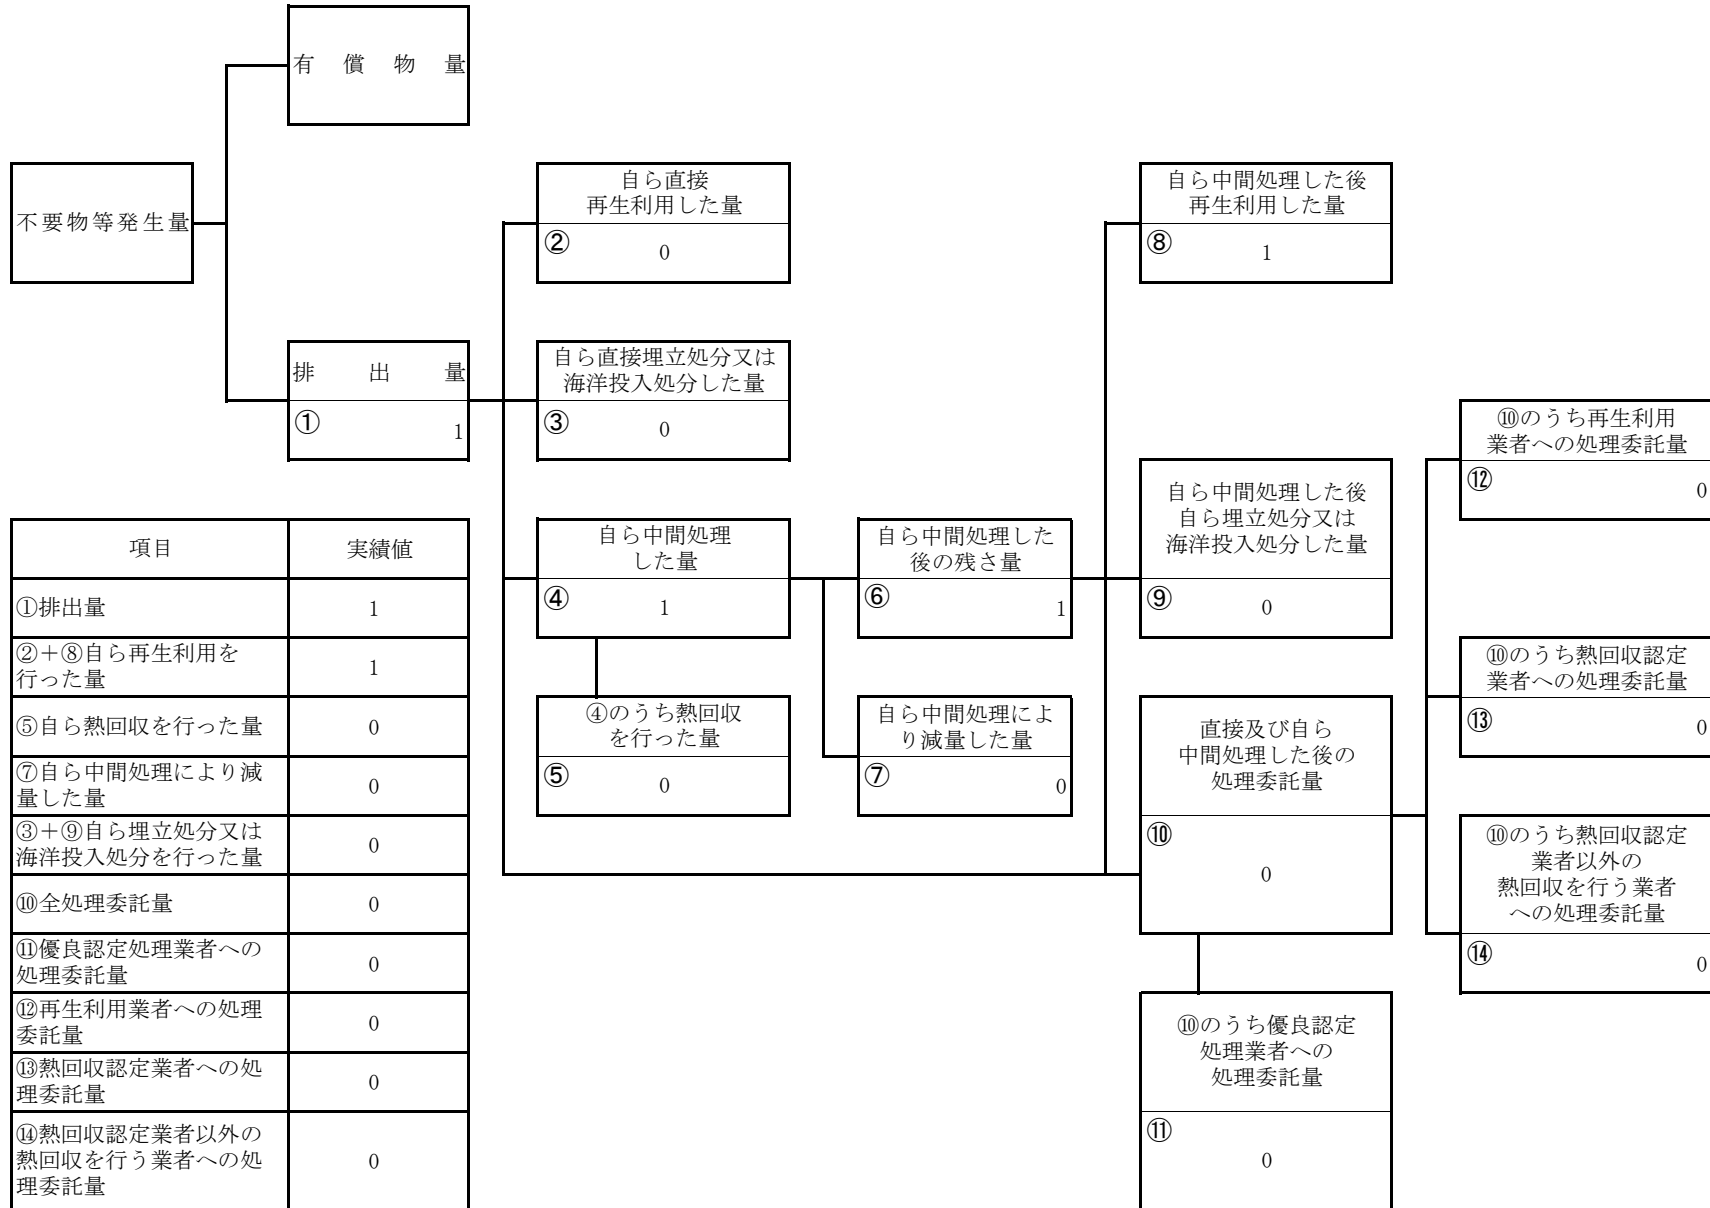 有償物量
不要物等発生量
自ら直接
再生利用した量
②
0
自ら中間処理した後
再生利用した量
⑧
1
排出量
①
1
自ら直接埋立処分又は
海洋投入処分した量
③
0
⑩のうち再生利用
業者への処理委託量
⑫
0
自ら中間処理
した量
④
1
自ら中間処理した
後の残さ量
⑥
1
自ら中間処理した後
自ら埋立処分又は
海洋投入処分した量
⑨
0
④のうち熱回収
を行った量
⑤
0
自ら中間処理によ
り減量した量
⑦
0
直接及び自ら
中間処理した後の
処理委託量
⑩
0
⑩のうち熱回収認定
業者への処理委託量
⑬
0
⑩のうち熱回収認定
業者以外の
熱回収を行う業者
への処理委託量
⑭
0
⑩のうち優良認定
処理業者への
処理委託量
⑪
0
項目 実績値
①排出量 1
②＋⑧自ら再生利用を
行った量 1
⑤自ら熱回収を行った量 0
⑦自ら中間処理により減
量した量 0
③＋⑨自ら埋立処分又は
海洋投入処分を行った量 0
⑩全処理委託量 0
⑪優良認定処理業者への
処理委託量 0
⑫再生利用業者への処理
委託量 0
⑬熱回収認定業者への処
理委託量 0
⑭熱回収認定業者以外の
熱回収を行う業者への処 0
理委託量